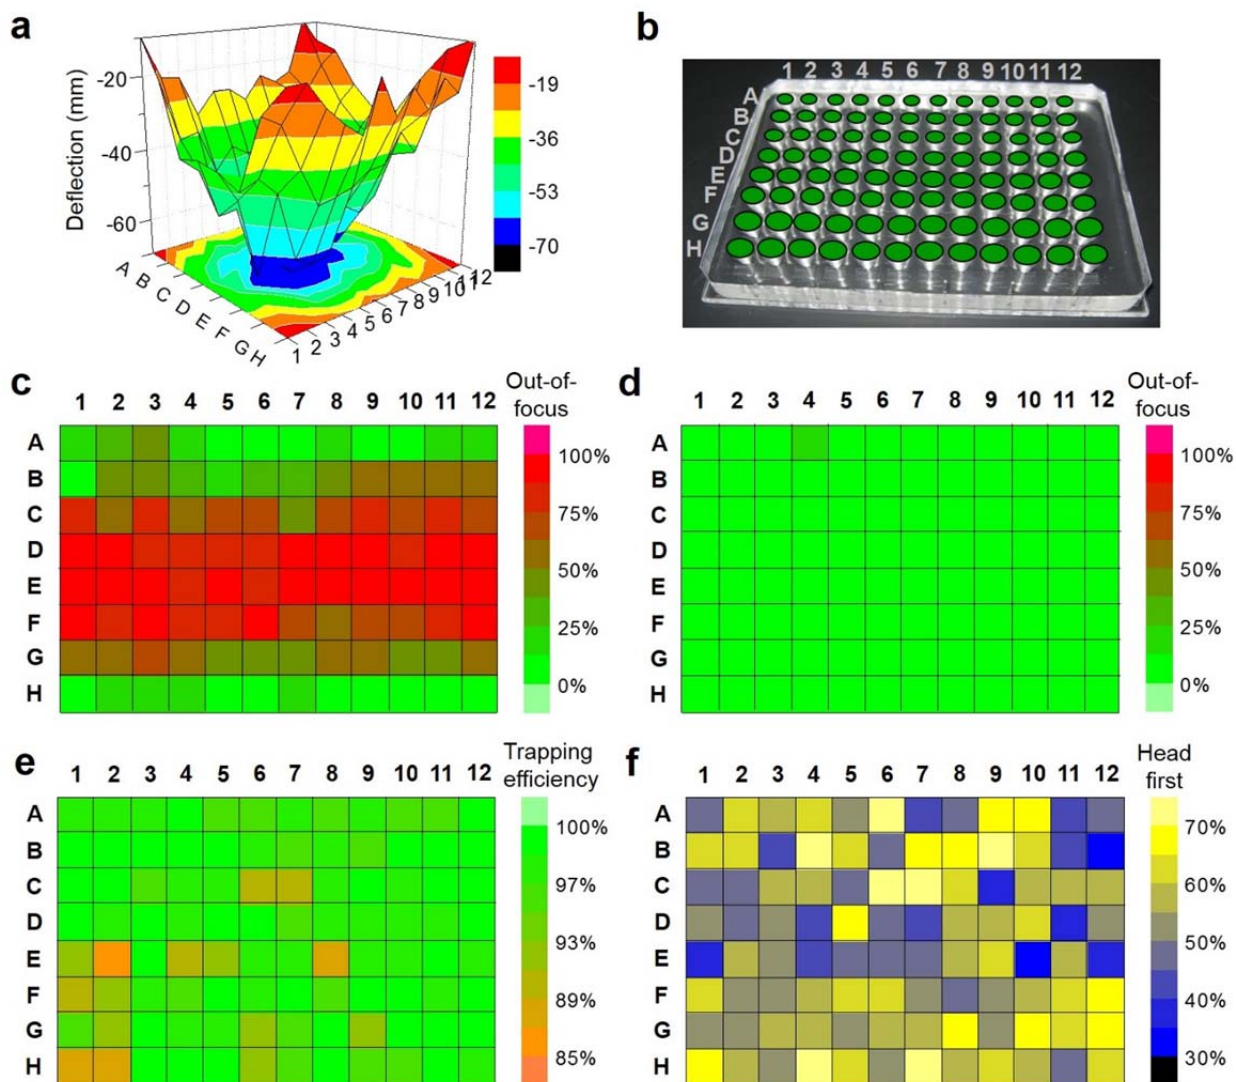 a
Deflection (mm)
-20
-40
-60
A B C D E F G H
1 2 3 4 5 6 7 8 9 10 11 12
-19
-36
-53
-70
b
1 2 3 4 5 6 7 8 9 10 11 12
A
B
C
D
E
F
G
H
c
1 2 3 4 5 6 7 8 9 10 11 12
Out-of-
focus
A
B
C
D
E
F
G
H
100%
75%
50%
25%
0%
d
1 2 3 4 5 6 7 8 9 10 11 12
Out-of-
focus
A
B
C
D
E
F
G
H
100%
75%
50%
25%
0%
e
1 2 3 4 5 6 7 8 9 10 11 12
Trapping
efficiency
A
B
C
D
E
F
G
H
100%
97%
93%
89%
85%
f
1 2 3 4 5 6 7 8 9 10 11 12
Head
first
A
B
C
D
E
F
G
H
70%
60%
50%
40%
30%